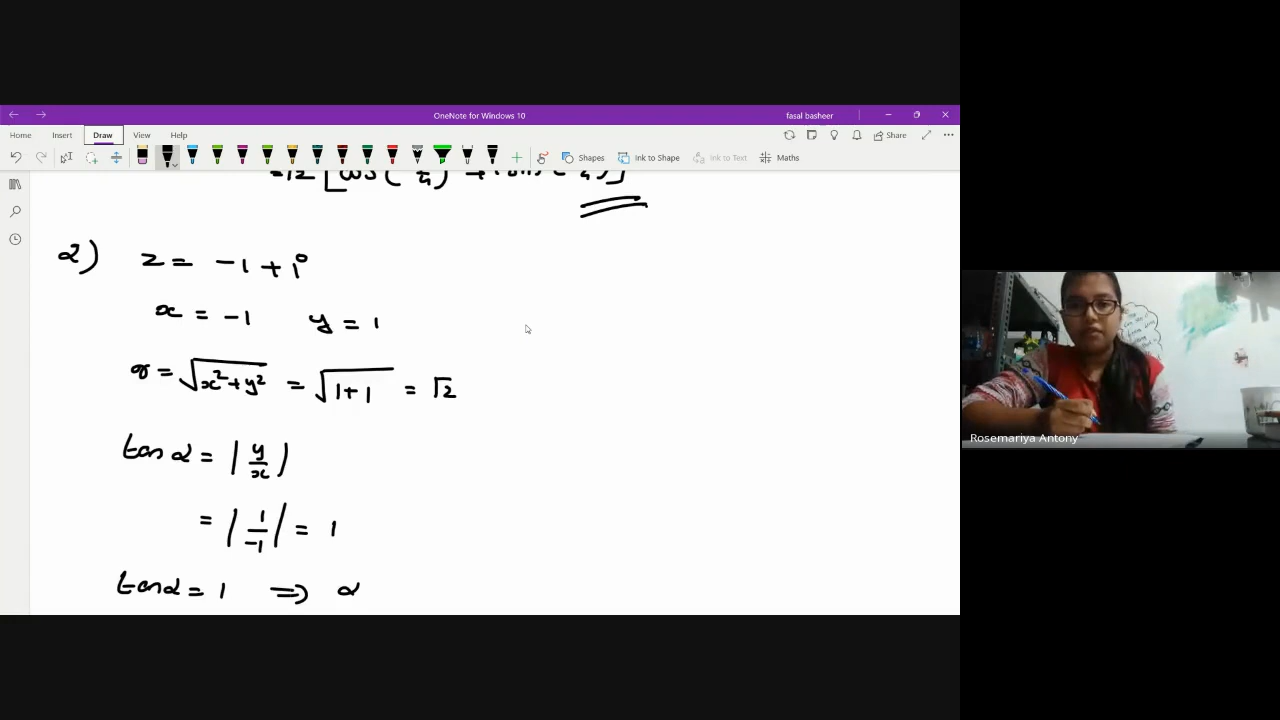 OneNote for Windows 10
fasal basheer
Home Insert Draw View Help
Share
Shapes Ink to Shape Ink to Text Maths
2) z = -1 + i
x = -1 y = 1
r = √x²+y² = √1+1 = √2
tan α = |y/x|
= |1/-1| = 1
tan α = 1 ⇒ α
Rosemariya Antony